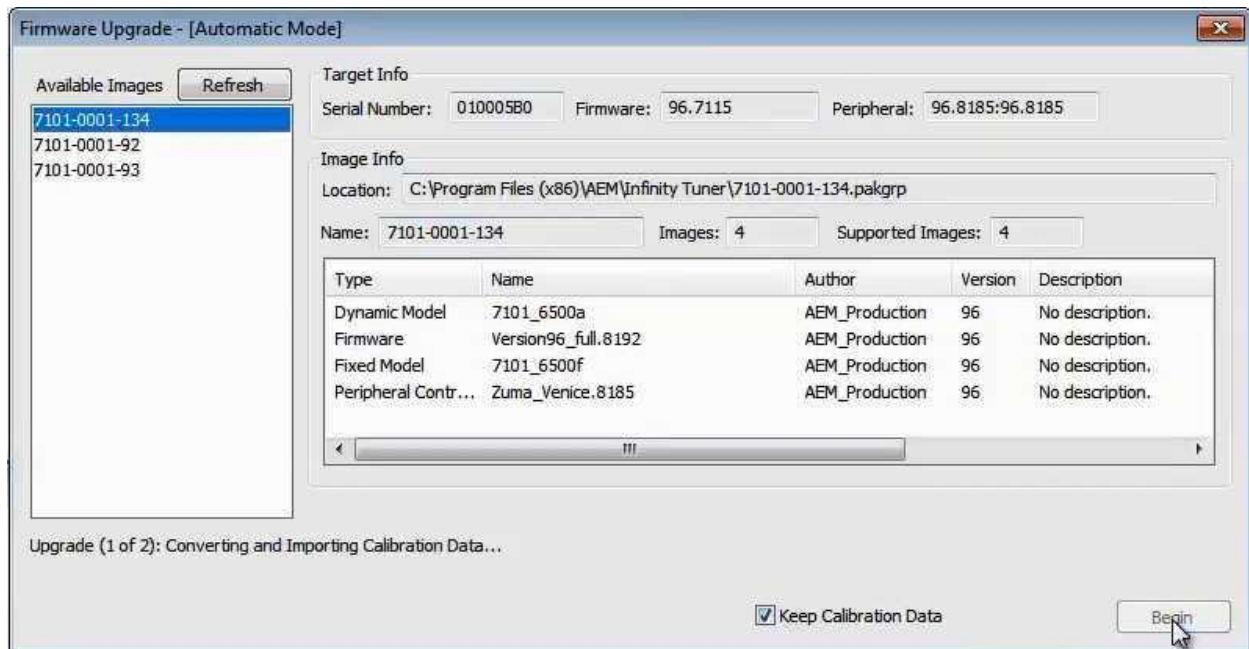 Firmware Upgrade - [Automatic Mode]
Available Images
Refresh
7101-0001-134
7101-0001-92
7101-0001-93
Target Info
Serial Number: 010005B0 Firmware: 96.7115 Peripheral: 96.8185:96.8185
Image Info
Location: C:\Program Files (x86)\AEM\Infinity Tuner\7101-0001-134.pakgrp
Name: 7101-0001-134 Images: 4 Supported Images: 4
Type Name Author Version Description
Dynamic Model 7101_6500a AEM_Production 96 No description.
Firmware Version96_full.8192 AEM_Production 96 No description.
Fixed Model 7101_6500f AEM_Production 96 No description.
Peripheral Contr... Zuma_Venice.8185 AEM_Production 96 No description.
Upgrade (1 of 2): Converting and Importing Calibration Data...
Keep Calibration Data
Begin